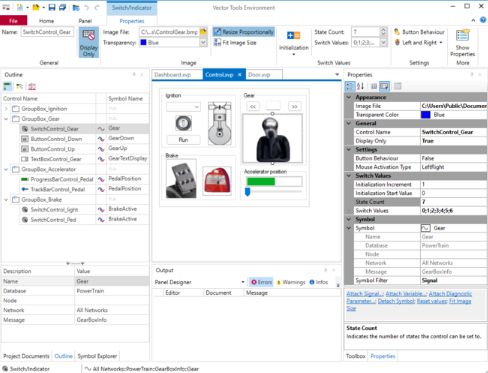 Switch/Indicator
Vector Tools Environment
File
Home
Panel
Properties
Name:
SwitchControl_Gear
Display Only
Image File:
C:\...s\ControlGear.bmp
Transparency:
Blue
Resize Proportionally
Fit Image Size
Initialization
State Count:
7
Switch Values:
0;1;2;3;...
Button Behaviour
Left and Right
Show Properties
General
Image
Switch Values
Settings
More
Outline
Control Name
Symbol Name
GroupBox_Ignition
n/a
GroupBox_Gear
n/a
SwitchControl_Gear
Gear
ButtonControl_Down
GearDown
ButtonControl_Up
GearUp
TextBoxControl_Gear
GearTextDisplay
GroupBox_Accelerator
n/a
ProgressBarControl_Pedal
PedalPosition
TrackBarControl_Pedal
PedalPosition
GroupBox_Brake
n/a
SwitchControl_light
BrakeActive
SwitchControl_Ped
BrakeActive
Description
Value
Name
Gear
Database
PowerTrain
Node
Network
All Networks
Message
GearBoxInfo
Project Documents
Outline
Symbol Explorer
Dashboard.xvp
Control.xvp
Door.xvp
Ignition
Run
Gear
<<
>>
Brake
Accelerator position
Output
Panel Designer
Errors
Warnings
Infos
Editor
Document
Message
Properties
Appearance
Image File
C:\Users\Public\Documen
Transparent Color
Blue
General
Control Name
SwitchControl_Gear
Display Only
True
Settings
Button Behaviour
False
Mouse Activation Type
LeftRight
Switch Values
Initialization Increment
1
Initialization Start Value
0
State Count
7
Switch Values
0;1;2;3;4;5;6
Symbol
Symbol
Gear
Name
Gear
Database
PowerTrain
Node
Network
All Networks
Message
GearBoxInfo
Symbol Filter
Signal
Attach Signal..., Attach Variable..., Attach Diagnostic
Parameter..., Detach Symbol, Reset values, Fit Image
Size
State Count
Indicates the number of states the control can be set to.
Toolbox
Properties
Switch/Indicator
All Networks::PowerTrain::GearBoxInfo::Gear